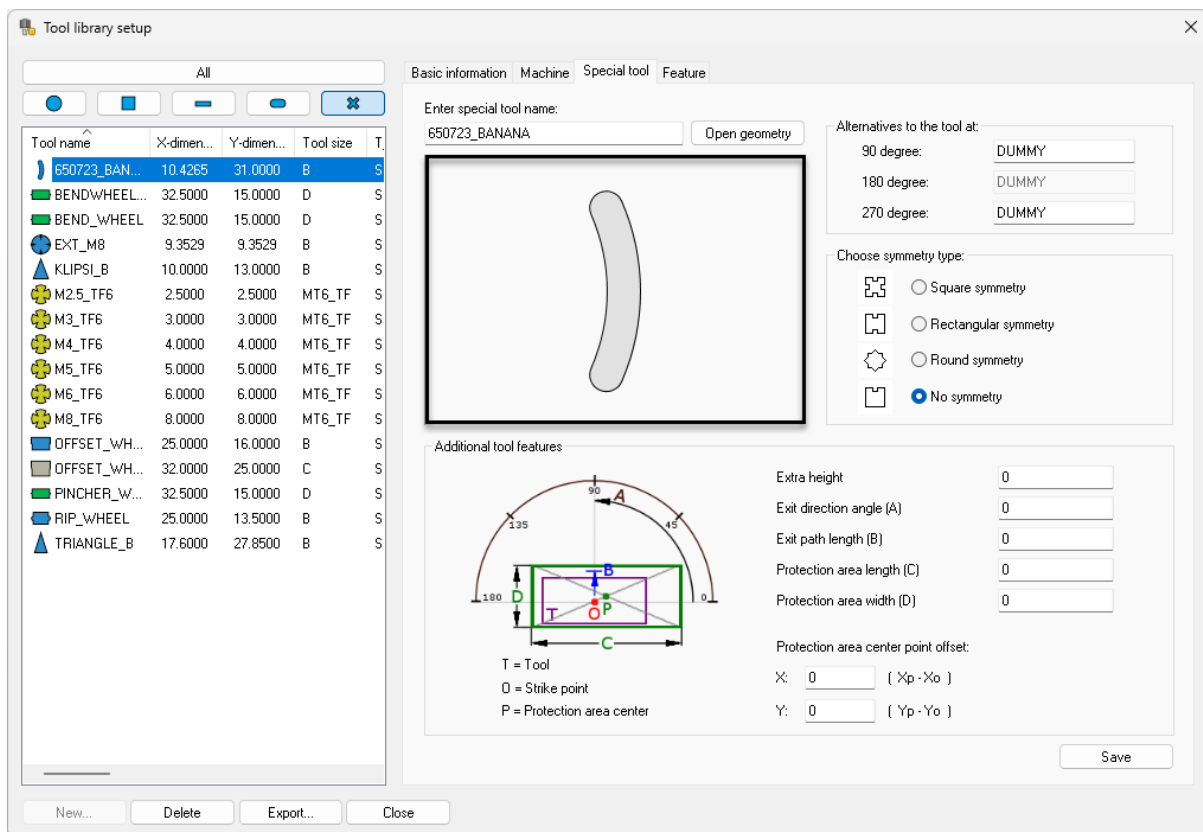 Tool library setup
All
Tool name X-dimen... Y-dimen... Tool size T_
650723_BAN... 10.4265 31.0000 B S
BENDWHEEL... 32.5000 15.0000 D S
BEND_WHEEL 32.5000 15.0000 D S
EXT_M8 9.3529 9.3529 B S
KLIPSI_B 10.0000 13.0000 B S
M2.5_TF6 2.5000 2.5000 MT6_TF S
M3_TF6 3.0000 3.0000 MT6_TF S
M4_TF6 4.0000 4.0000 MT6_TF S
M5_TF6 5.0000 5.0000 MT6_TF S
M6_TF6 6.0000 6.0000 MT6_TF S
M8_TF6 8.0000 8.0000 MT6_TF S
OFFSET_WH... 25.0000 16.0000 B S
OFFSET_WH... 32.0000 25.0000 C S
PINCHER_W... 32.5000 15.0000 D S
RIP_WHEEL 25.0000 13.5000 B S
TRIANGLE_B 17.6000 27.8500 B S
New... Delete Export... Close
Basic information Machine Special tool Feature
Enter special tool name:
650723_BANANA Open geometry
Alternatives to the tool at:
90 degree: DUMMY
180 degree: DUMMY
270 degree: DUMMY
Choose symmetry type:
Square symmetry
Rectangular symmetry
Round symmetry
No symmetry
Additional tool features
90
A
135
45
B
180
D
0
P
T
O
C
T = Tool
O = Strike point
P = Protection area center
Extra height 0
Exit direction angle (A) 0
Exit path length (B) 0
Protection area length (C) 0
Protection area width (D) 0
Protection area center point offset:
X: 0 ( Xp - Xo )
Y: 0 ( Yp - Yo )
Save